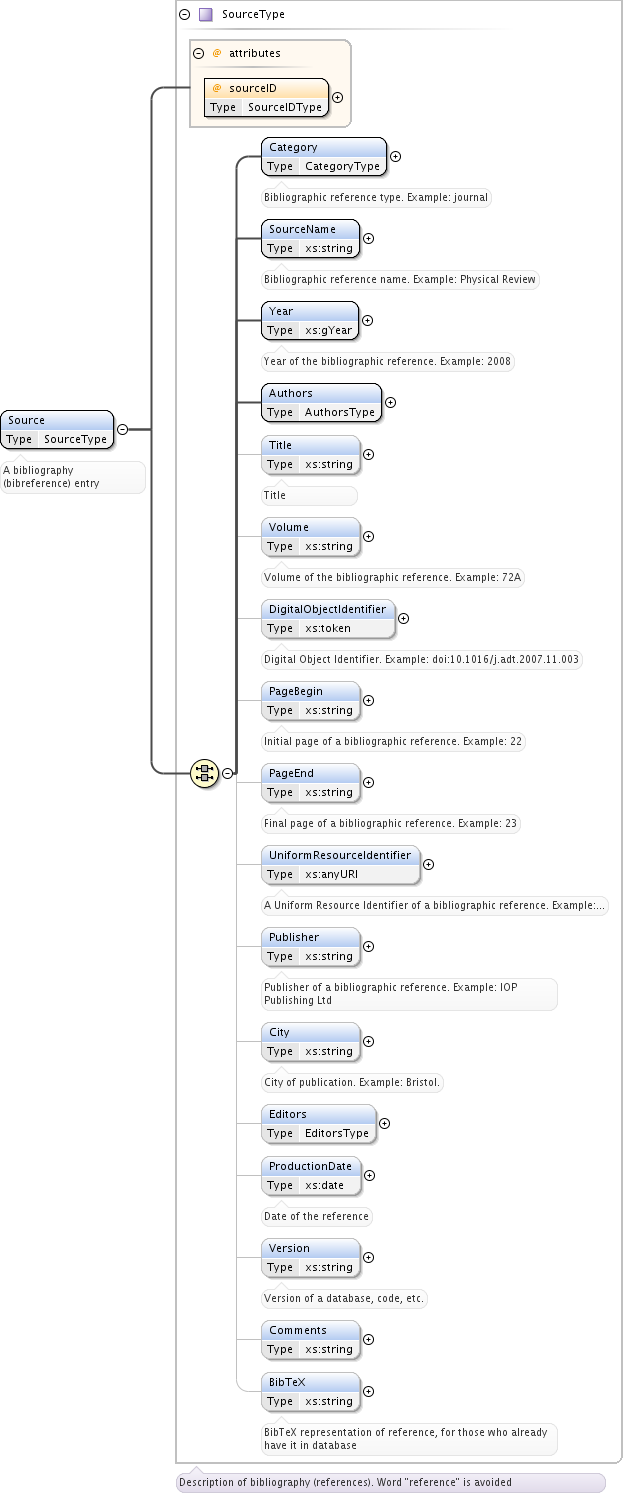 SourceType
@ attributes
@ sourceID
Type SourceIDType
Category
Type CategoryType
Bibliographic reference type. Example: journal
SourceName
Type xs:string
Bibliographic reference name. Example: Physical Review
Year
Type xs:gYear
Year of the bibliographic reference. Example: 2008
Authors
Type AuthorsType
Source
Type SourceType
A bibliography
(bibreference) entry
Title
Type xs:string
Title
Volume
Type xs:string
Volume of the bibliographic reference. Example: 72A
DigitalObjectIdentifier
Type xs:token
Digital Object Identifier. Example: doi:10.1016/j.adt.2007.11.003
PageBegin
Type xs:string
Initial page of a bibliographic reference. Example: 22
PageEnd
Type xs:string
Final page of a bibliographic reference. Example: 23
UniformResourceIdentifier
Type xs:anyURI
A Uniform Resource Identifier of a bibliographic reference. Example:...
Publisher
Type xs:string
Publisher of a bibliographic reference. Example: IOP
Publishing Ltd
City
Type xs:string
City of publication. Example: Bristol.
Editors
Type EditorsType
ProductionDate
Type xs:date
Date of the reference
Version
Type xs:string
Version of a database, code, etc.
Comments
Type xs:string
BibTeX
Type xs:string
BibTeX representation of reference, for those who already
have it in database
Description of bibliography (references). Word "reference" is avoided